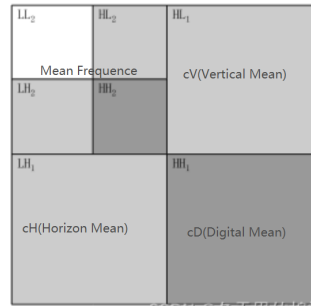 LL₂
HL₂
HL₁
Mean Frequence
cV(Vertical Mean)
LH₂
HH₂
LH₁
HH₁
cH(Horizon Mean)
cD(Digital Mean)